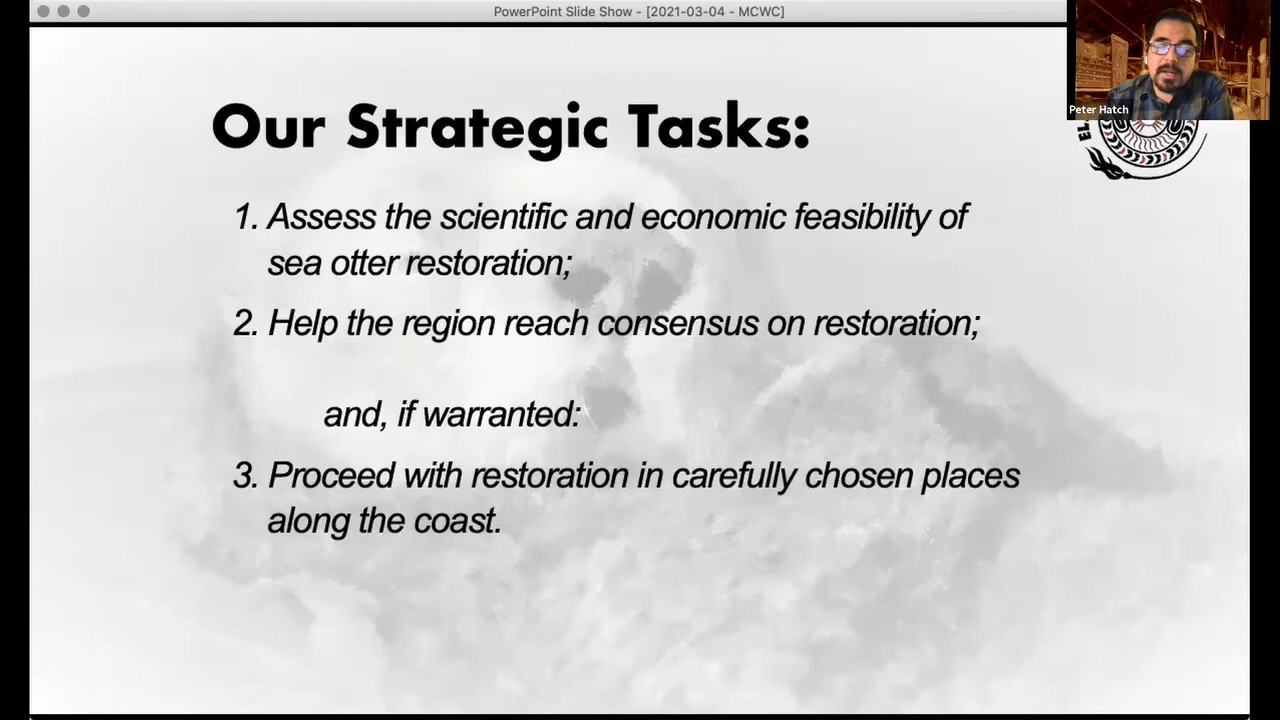 PowerPoint Slide Show - [2021-03-04 - MCWC]
Peter Hatch
Our Strategic Tasks:
1. Assess the scientific and economic feasibility of
sea otter restoration;
2. Help the region reach consensus on restoration;
and, if warranted:
3. Proceed with restoration in carefully chosen places
along the coast.